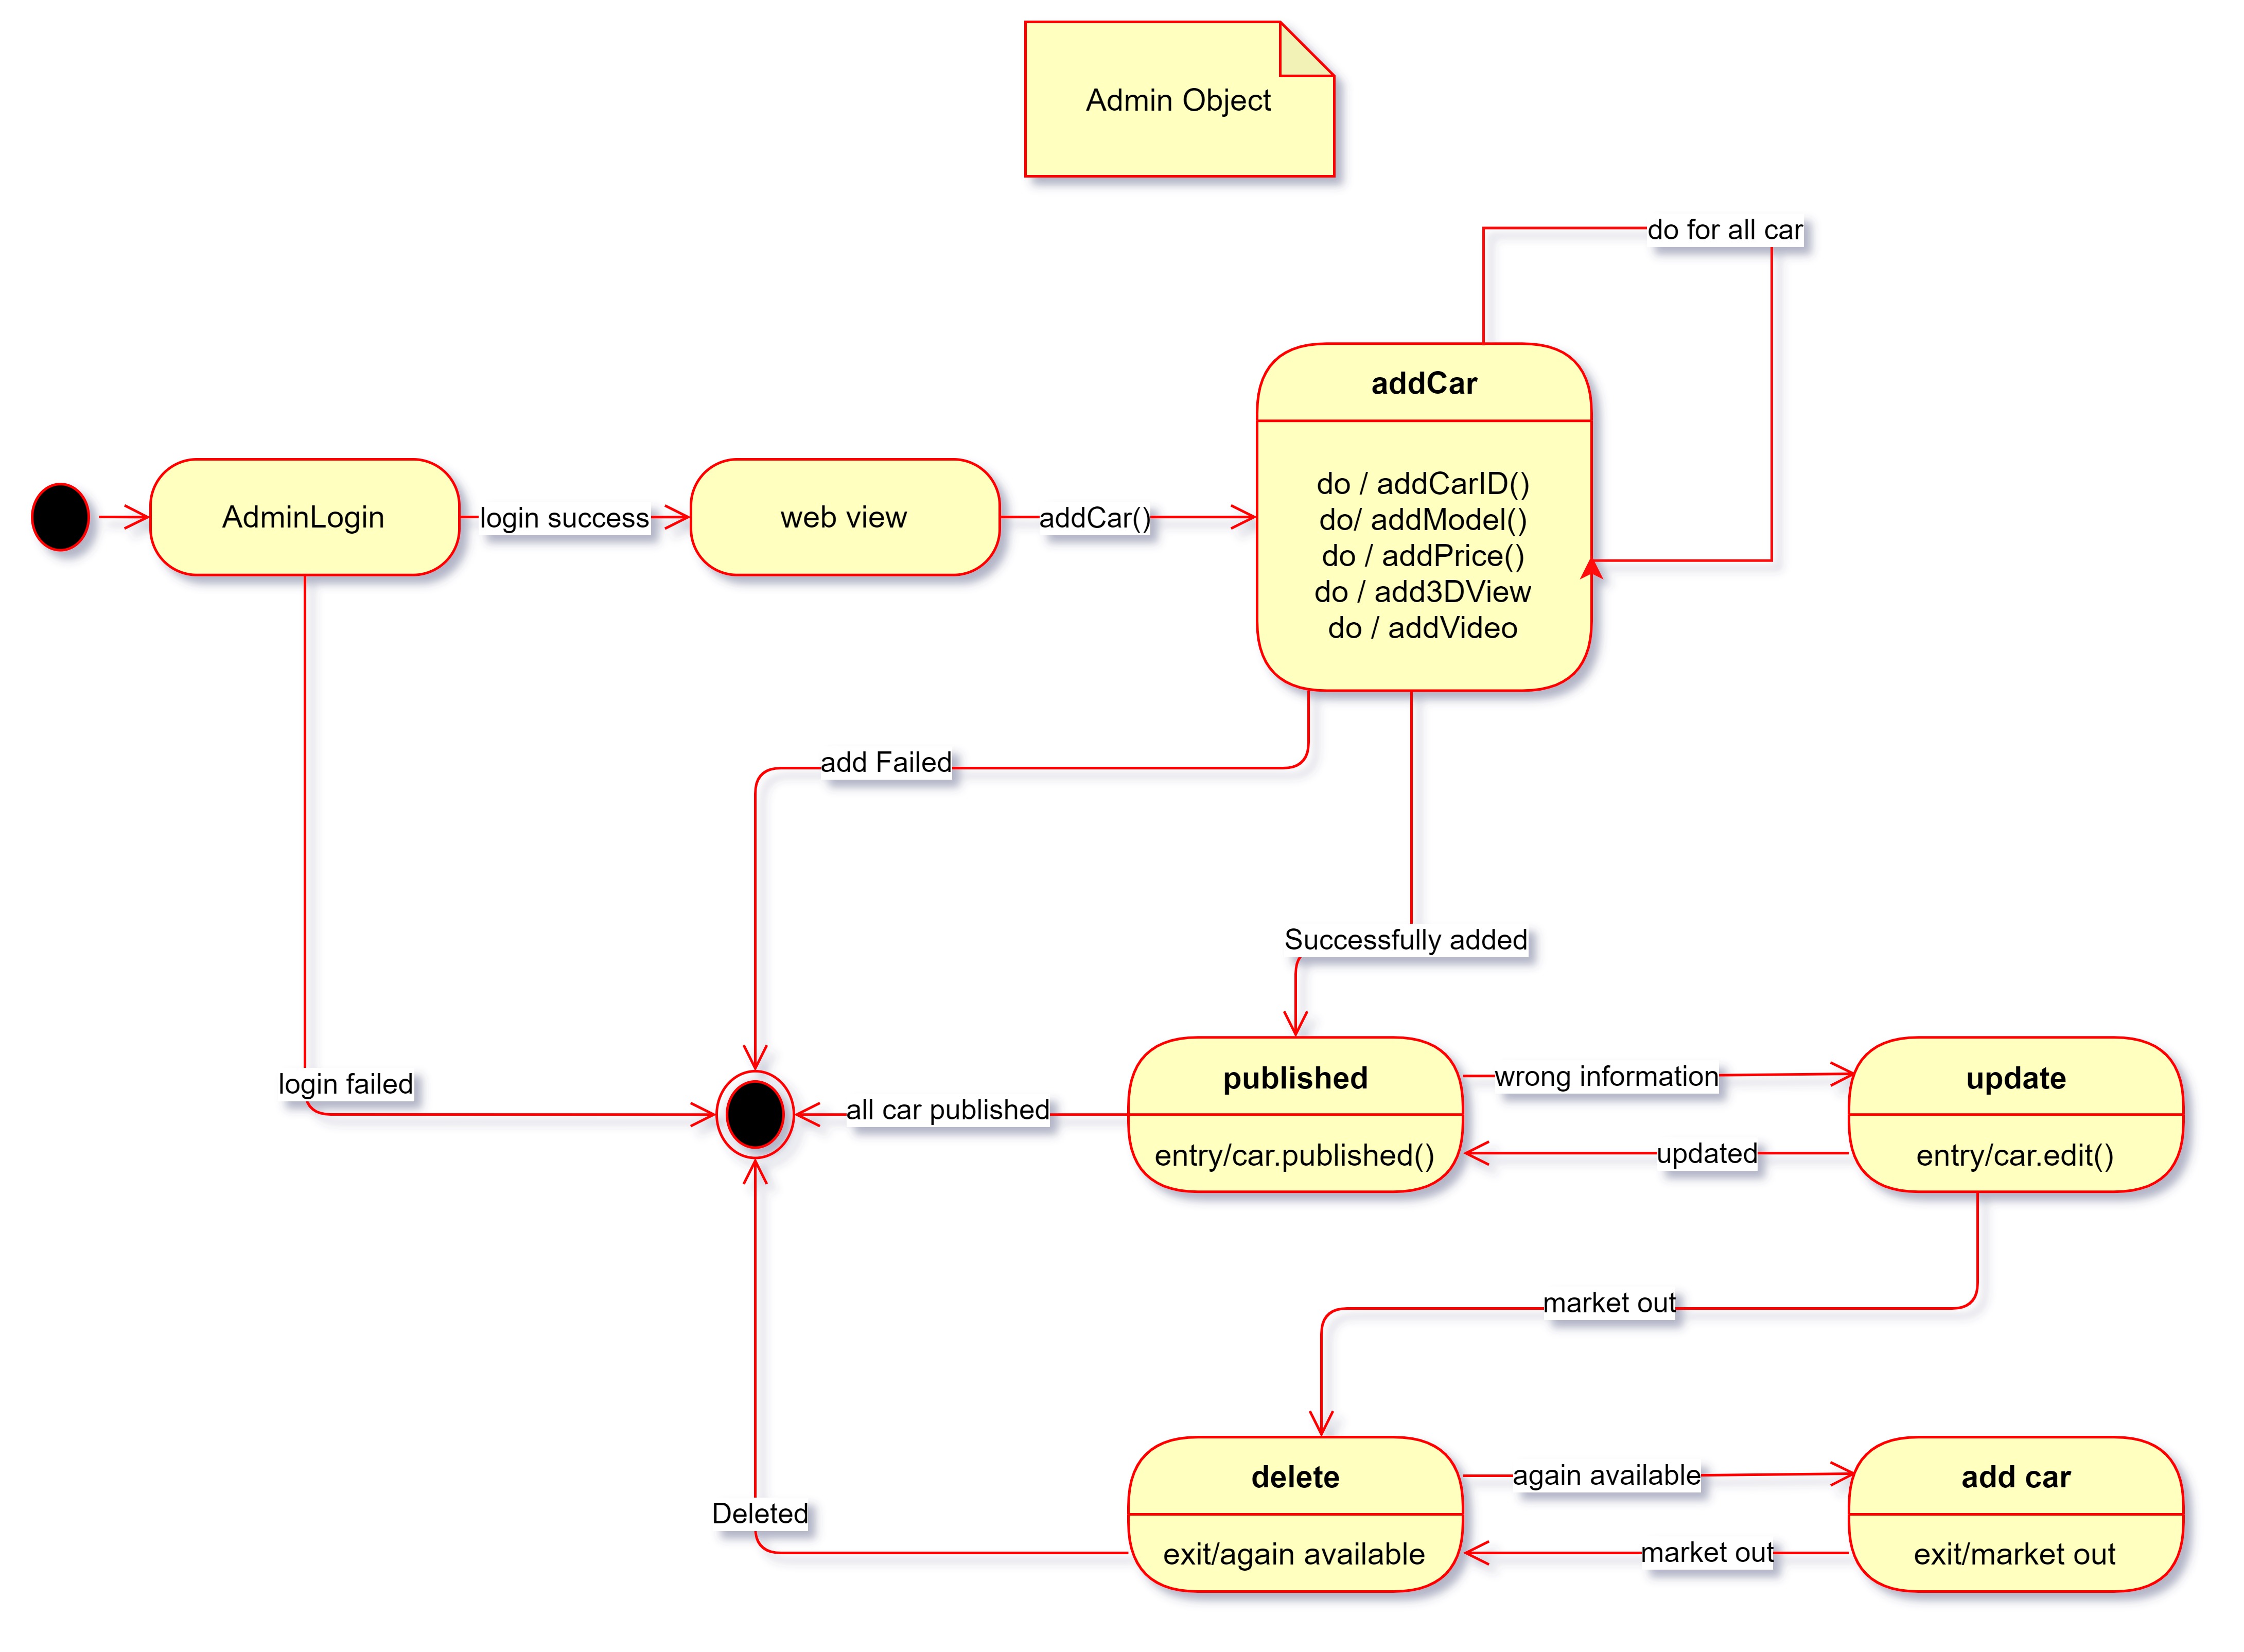 Admin Object
do for all car
addCar
do / addCarID()
do/ addModel()
do / addPrice()
do / add3DView
do / addVideo
AdminLogin
login success
web view
addCar()
add Failed
Successfully added
login failed
all car published
published
entry/car.published()
wrong information
updated
update
entry/car.edit()
market out
Deleted
delete
exit/again available
again available
market out
add car
exit/market out